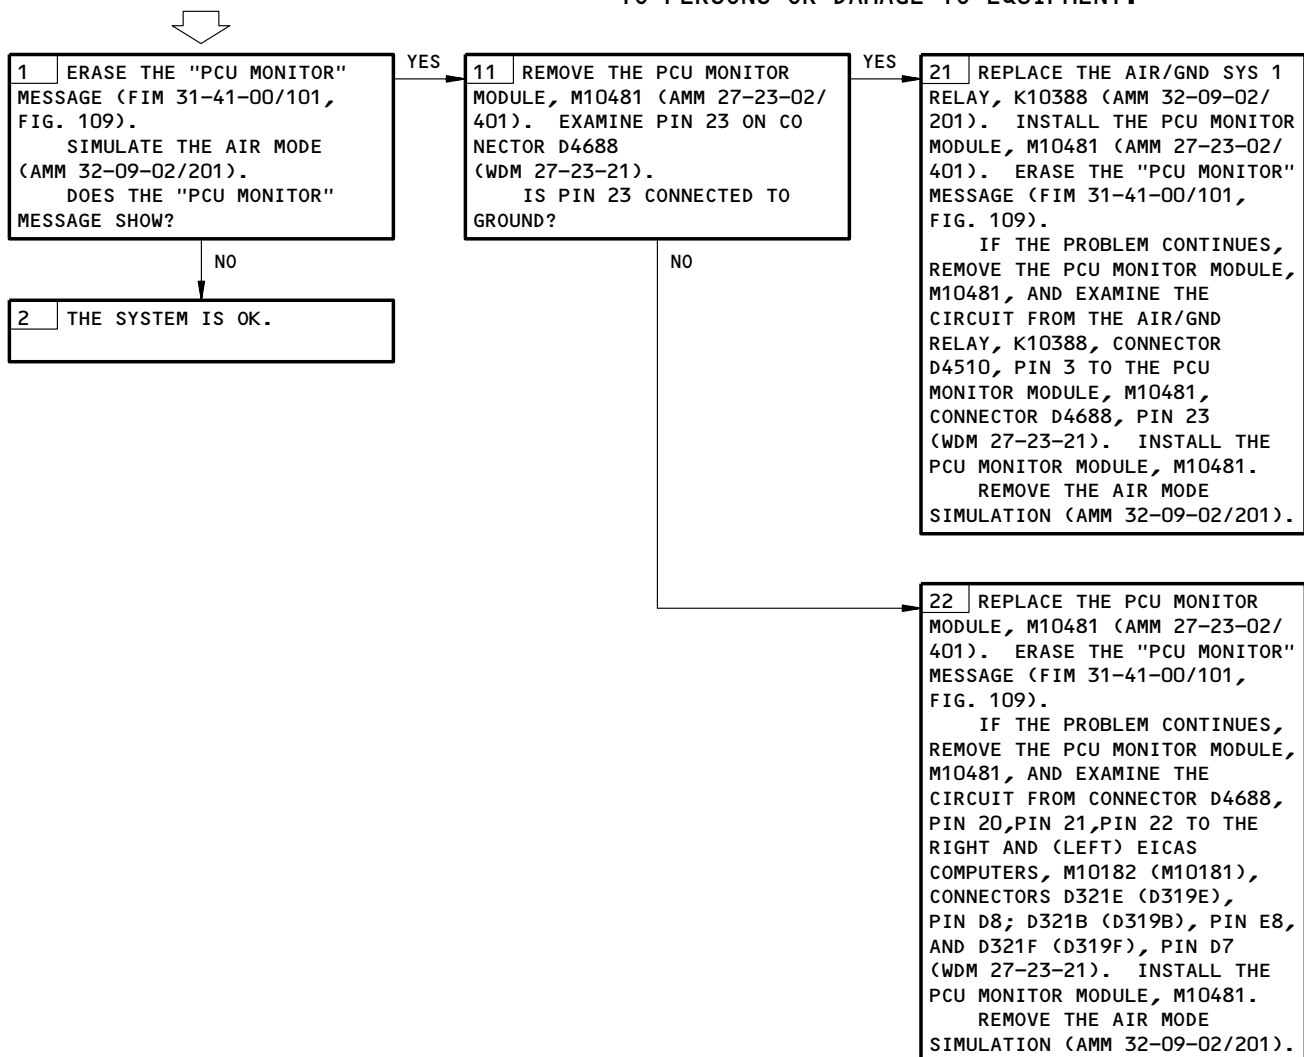 TO PERSONS OR DAMAGE TO EQUIPMENT.
1 ERASE THE "PCU MONITOR"
MESSAGE (FIM 31-41-00/101,
FIG. 109).
SIMULATE THE AIR MODE
(AMM 32-09-02/201).
DOES THE "PCU MONITOR"
MESSAGE SHOW?
YES
NO
2 THE SYSTEM IS OK.
11 REMOVE THE PCU MONITOR
MODULE, M10481 (AMM 27-23-02/
401). EXAMINE PIN 23 ON CO
NECTOR D4688
(WDM 27-23-21).
IS PIN 23 CONNECTED TO
GROUND?
YES
NO
21 REPLACE THE AIR/GND SYS 1
RELAY, K10388 (AMM 32-09-02/
201). INSTALL THE PCU MONITOR
MODULE, M10481 (AMM 27-23-02/
401). ERASE THE "PCU MONITOR"
MESSAGE (FIM 31-41-00/101,
FIG. 109).
IF THE PROBLEM CONTINUES,
REMOVE THE PCU MONITOR MODULE,
M10481, AND EXAMINE THE
CIRCUIT FROM THE AIR/GND
RELAY, K10388, CONNECTOR
D4510, PIN 3 TO THE PCU
MONITOR MODULE, M10481,
CONNECTOR D4688, PIN 23
(WDM 27-23-21). INSTALL THE
PCU MONITOR MODULE, M10481.
REMOVE THE AIR MODE
SIMULATION (AMM 32-09-02/201).
22 REPLACE THE PCU MONITOR
MODULE, M10481 (AMM 27-23-02/
401). ERASE THE "PCU MONITOR"
MESSAGE (FIM 31-41-00/101,
FIG. 109).
IF THE PROBLEM CONTINUES,
REMOVE THE PCU MONITOR MODULE,
M10481, AND EXAMINE THE
CIRCUIT FROM CONNECTOR D4688,
PIN 20,PIN 21,PIN 22 TO THE
RIGHT AND (LEFT) EICAS
COMPUTERS, M10182 (M10181),
CONNECTORS D321E (D319E),
PIN D8; D321B (D319B), PIN E8,
AND D321F (D319F), PIN D7
(WDM 27-23-21). INSTALL THE
PCU MONITOR MODULE, M10481.
REMOVE THE AIR MODE
SIMULATION (AMM 32-09-02/201).